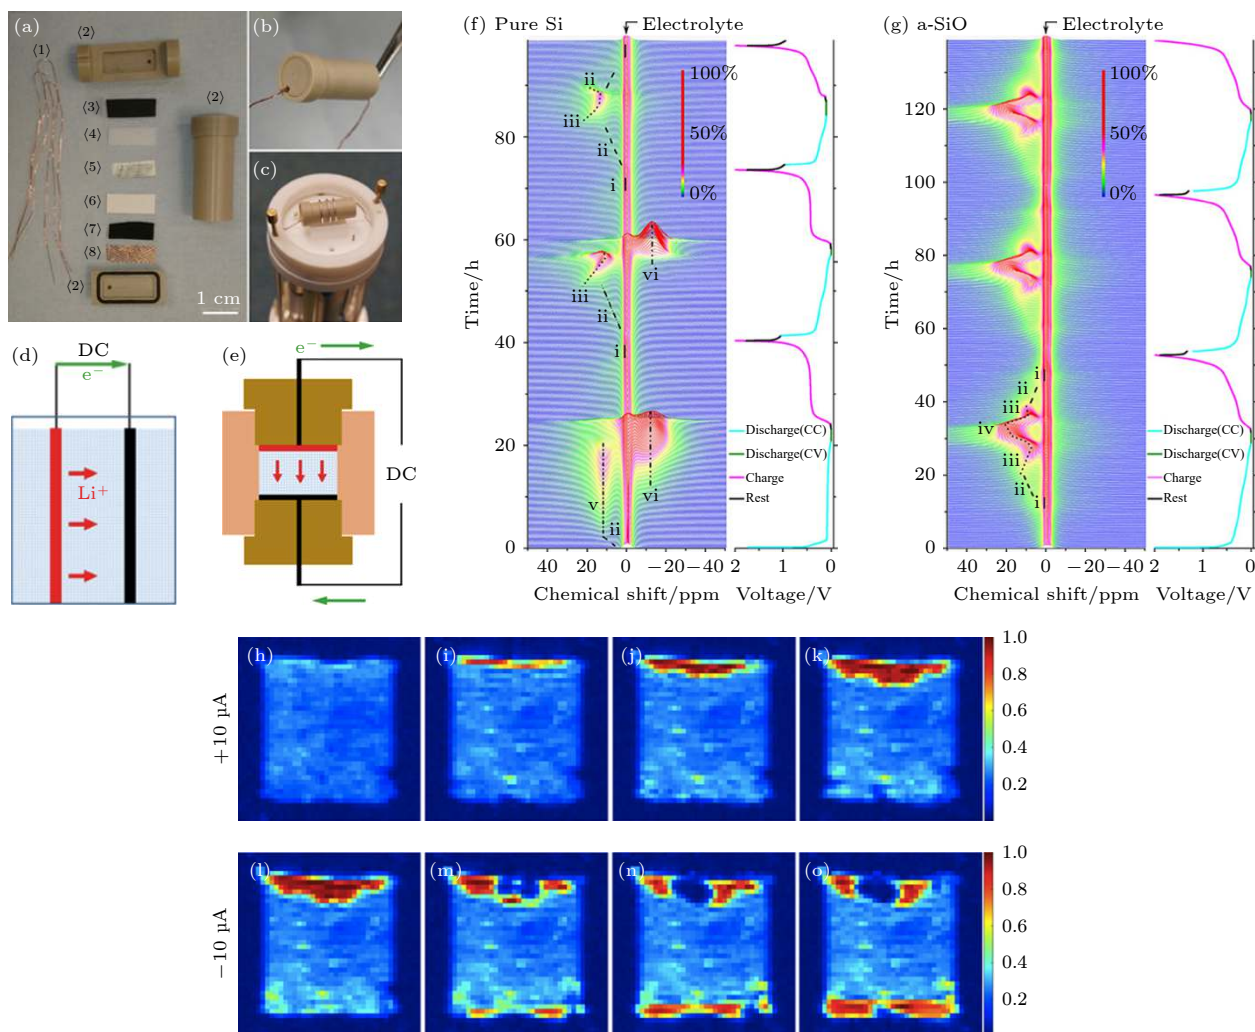 (a)
⟨1⟩
⟨2⟩
⟨3⟩
⟨4⟩
⟨5⟩
⟨6⟩
⟨7⟩
⟨8⟩
⟨2⟩
⟨2⟩
1 cm
(b)
(c)
(d)
DC
e−
Li+
(e)
e−
DC
(f) Pure Si
Electrolyte
100%
50%
0%
ii
iii
ii
i
iii
vi
ii
i
v
vi
ii
Time/h
80
60
40
20
0
40 20 0 −20 −40
Chemical shift/ppm
2 1 0
Voltage/V
Discharge(CC)
Discharge(CV)
Charge
Rest
(g) a-SiO
Electrolyte
100%
50%
0%
i
ii
iii
iv
iii
ii
i
Time/h
120
100
80
60
40
20
0
40 20 0 −20 −40
Chemical shift/ppm
2 1 0
Voltage/V
Discharge(CC)
Discharge(CV)
Charge
Rest
+10 μA
(h)
(i)
(j)
(k)
1.0
0.8
0.6
0.4
0.2
−10 μA
(l)
(m)
(n)
(o)
1.0
0.8
0.6
0.4
0.2